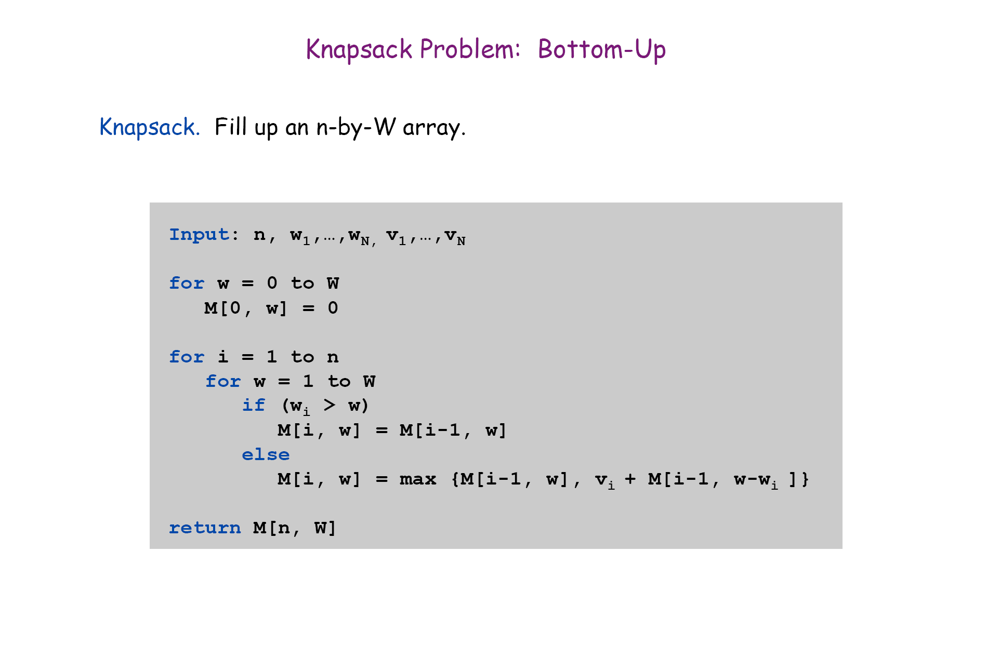 Knapsack Problem: Bottom-Up
Knapsack. Fill up an n-by-W array.
Input: n, w1,…,wN, v1,…,vN
for w = 0 to W
M[0, w] = 0
for i = 1 to n
for w = 1 to W
if (wi > w)
M[i, w] = M[i-1, w]
else
M[i, w] = max {M[i-1, w], vi + M[i-1, w-wi ]}
return M[n, W]